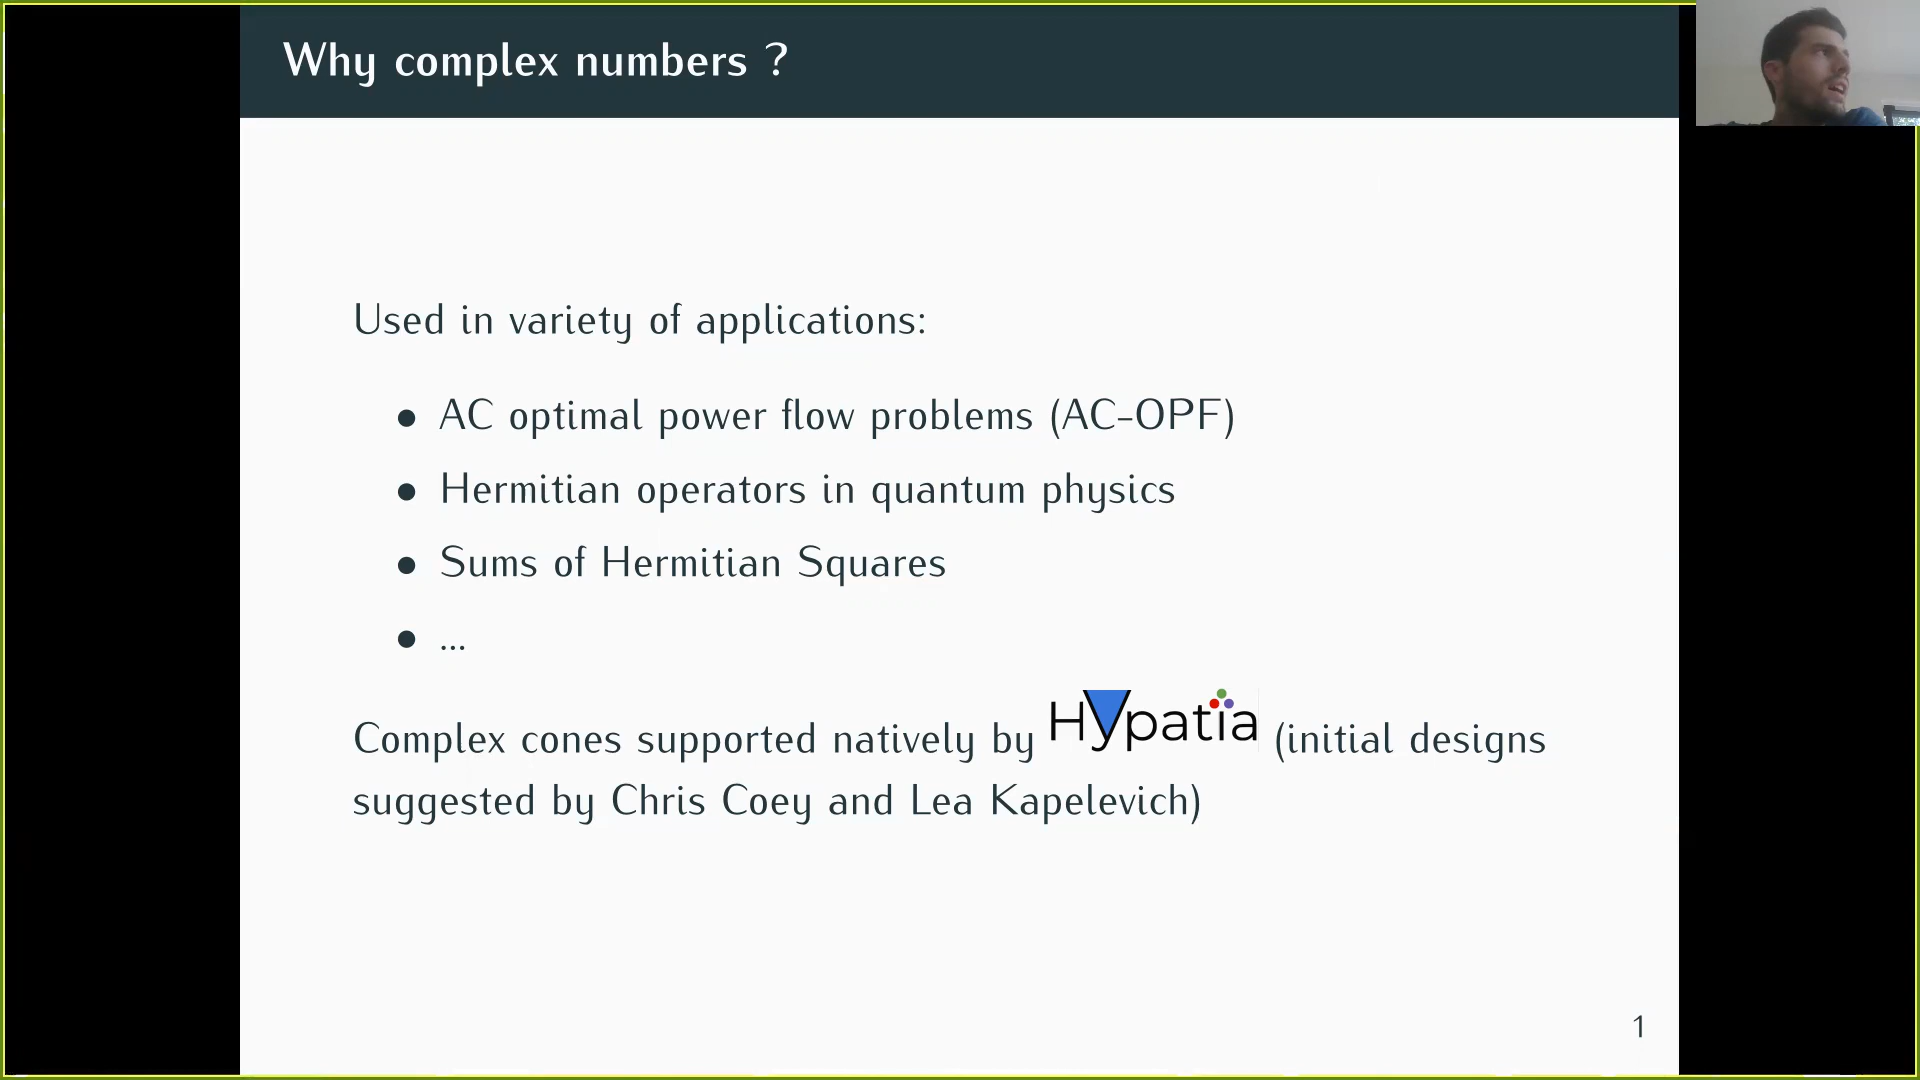 Why complex numbers ?
Used in variety of applications:
• AC optimal power flow problems (AC-OPF)
• Hermitian operators in quantum physics
• Sums of Hermitian Squares
• ...
Complex cones supported natively by Hypatia (initial designs
suggested by Chris Coey and Lea Kapelevich)
1